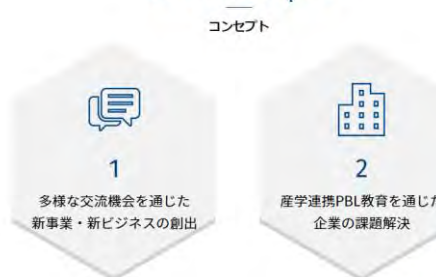 コンセプト
1
多様な交流機会を通じた
新事業・新ビジネスの創出
2
産学連携PBL教育を通じた
企業の課題解決